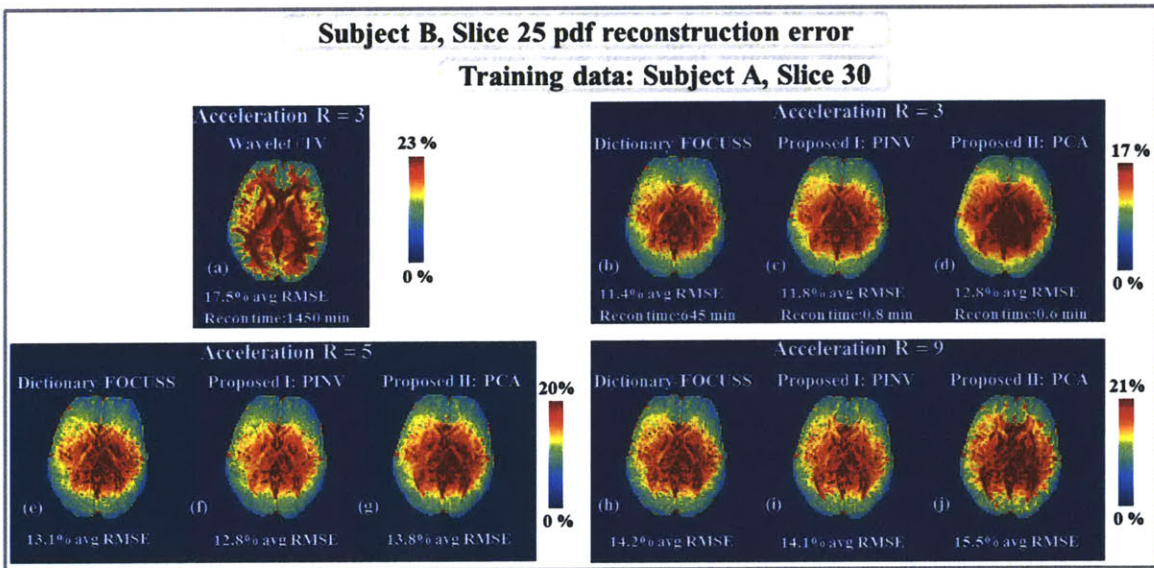 Subject B, Slice 25 pdf reconstruction error
Training data: Subject A, Slice 30
Acceleration R = 3
Wavelet+TV
23 %
0 %
(a)
17.5% avg RMSE
Recon time:1450 min
Acceleration R = 3
Dictionary-FOCUSS
Proposed I: PINV
Proposed II: PCA
17 %
0 %
(b)
(c)
(d)
11.4% avg RMSE
11.8% avg RMSE
12.8% avg RMSE
Recon time:645 min
Recon time:0.8 min
Recon time:0.6 min
Acceleration R = 5
Dictionary-FOCUSS
Proposed I: PINV
Proposed II: PCA
20%
0 %
(e)
(f)
(g)
13.1% avg RMSE
12.8% avg RMSE
13.8% avg RMSE
Acceleration R = 9
Dictionary-FOCUSS
Proposed I: PINV
Proposed II: PCA
21%
0 %
(h)
(i)
(j)
14.2% avg RMSE
14.1% avg RMSE
15.5% avg RMSE